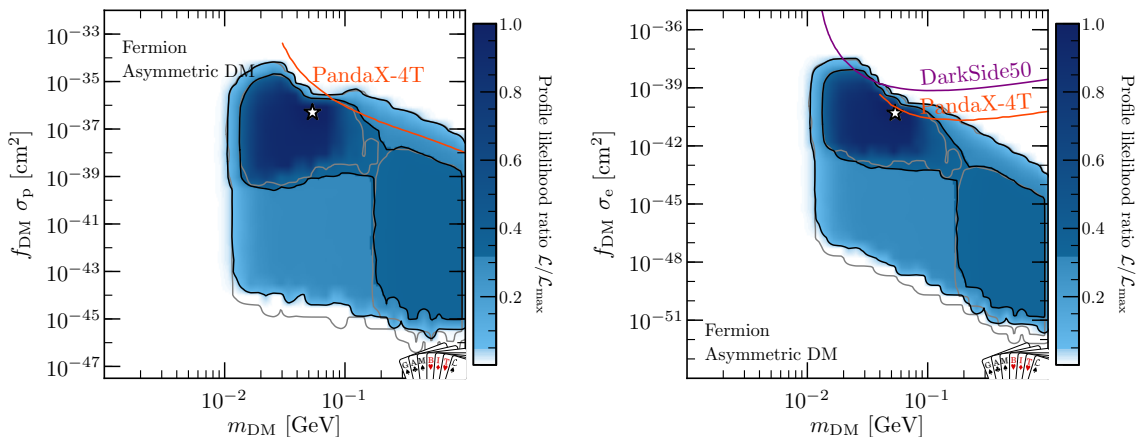 Fermion
Asymmetric DM
PandaX-4T
10⁻³³
10⁻³⁵
10⁻³⁷
10⁻³⁹
10⁻⁴¹
10⁻⁴³
10⁻⁴⁵
10⁻⁴⁷
f_DM σ_p [cm²]
10⁻²
10⁻¹
m_DM [GeV]
1.0
0.8
0.6
0.4
0.2
Profile likelihood ratio ℒ/ℒ_max
GAMBIT
10⁻³⁶
10⁻³⁹
10⁻⁴²
10⁻⁴⁵
10⁻⁴⁸
10⁻⁵¹
f_DM σ_e [cm²]
DarkSide50
PandaX-4T
Fermion
Asymmetric DM
10⁻²
10⁻¹
m_DM [GeV]
1.0
0.8
0.6
0.4
0.2
Profile likelihood ratio ℒ/ℒ_max
GAMBIT